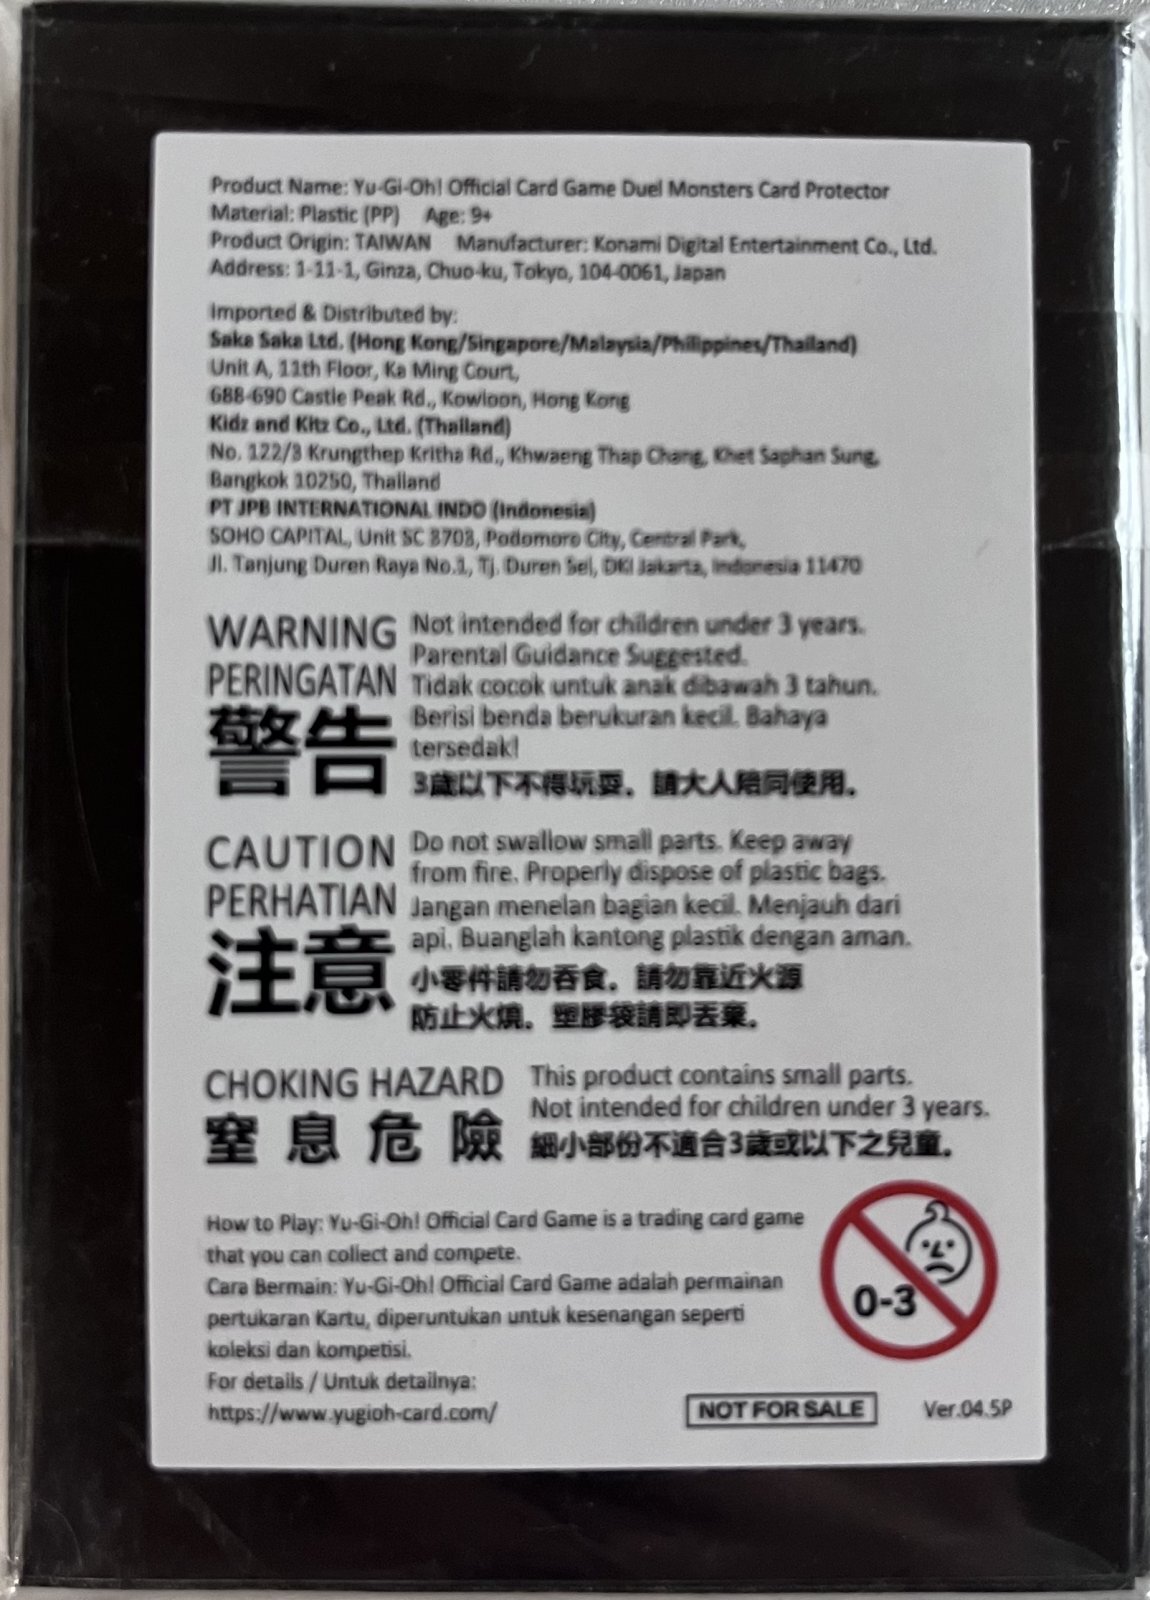 Product Name: Yu-Gi-Oh! Official Card Game Duel Monsters Card Protector
Material: Plastic (PP) Age: 9+
Product Origin: TAIWAN Manufacturer: Konami Digital Entertainment Co., Ltd.
Address: 1-11-1, Ginza, Chuo-ku, Tokyo, 104-0061, Japan
Imported & Distributed by:
Saka Saka Ltd. (Hong Kong/Singapore/Malaysia/Philippines/Thailand)
Unit A, 11th Floor, Ka Ming Court,
688-690 Castle Peak Rd., Kowloon, Hong Kong
Kidz and Kitz Co., Ltd. (Thailand)
No. 122/3 Krungthep Kritha Rd., Khwaeng Thap Chang, Khet Saphan Sung,
Bangkok 10250, Thailand
PT JPB INTERNATIONAL INDO (Indonesia)
SOHO CAPITAL, Unit SC 3703, Podomoro City, Central Park,
Jl. Tanjung Duren Raya No.1, Tj. Duren Sel, DKI Jakarta, Indonesia 11470
WARNING
PERINGATAN
警告
Not intended for children under 3 years.
Parental Guidance Suggested.
Tidak cocok untuk anak dibawah 3 tahun.
Berisi benda berukuran kecil. Bahaya
tersedak!
3歲以下不得玩耍。請大人陪同使用。
CAUTION
PERHATIAN
注意
Do not swallow small parts. Keep away
from fire. Properly dispose of plastic bags.
Jangan menelan bagian kecil. Menjauh dari
api. Buanglah kantong plastik dengan aman.
小零件請勿吞食。請勿靠近火源
防止火燒。塑膠袋請即丟棄。
CHOKING HAZARD
窒息危險
This product contains small parts.
Not intended for children under 3 years.
細小部份不適合3歲或以下之兒童。
How to Play: Yu-Gi-Oh! Official Card Game is a trading card game
that you can collect and compete.
Cara Bermain: Yu-Gi-Oh! Official Card Game adalah permainan
pertukaran Kartu, diperuntukan untuk kesenangan seperti
koleksi dan kompetisi.
For details / Untuk detailnya:
https://www.yugioh-card.com/
0-3
NOT FOR SALE
Ver.04.5P